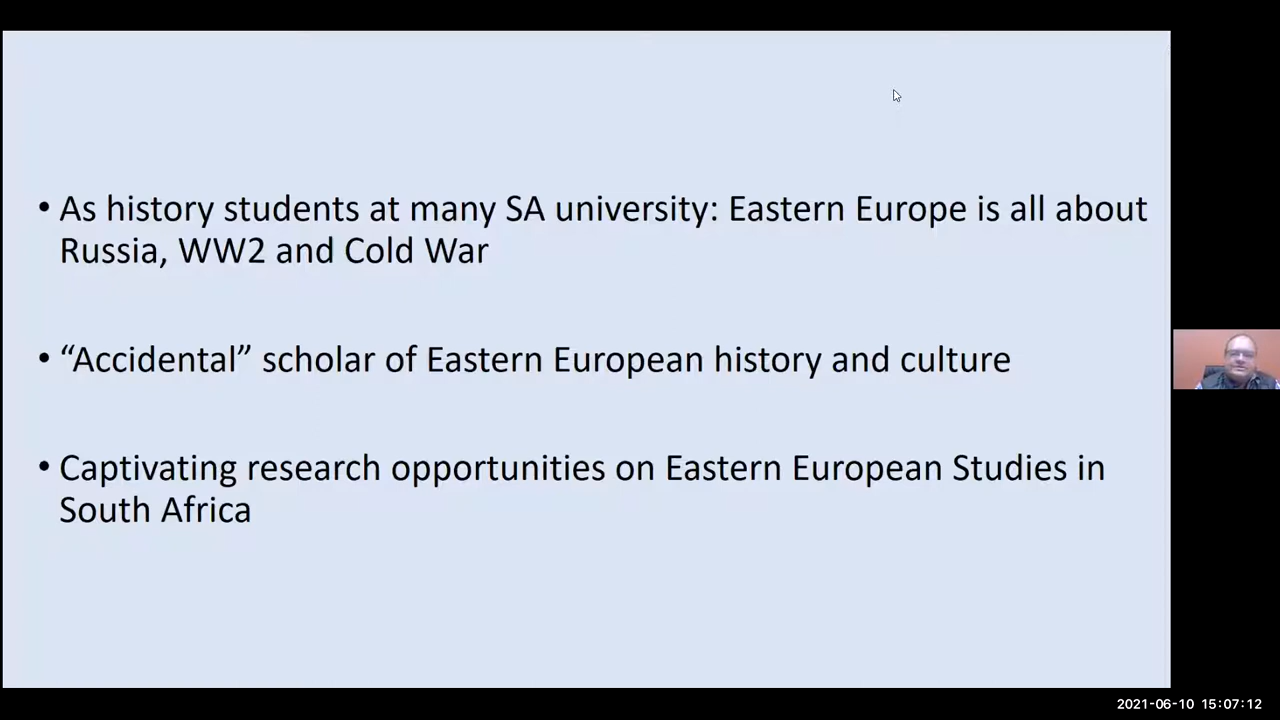 • As history students at many SA university: Eastern Europe is all about
Russia, WW2 and Cold War
• “Accidental” scholar of Eastern European history and culture
• Captivating research opportunities on Eastern European Studies in
South Africa
2021-06-10 15:07:12